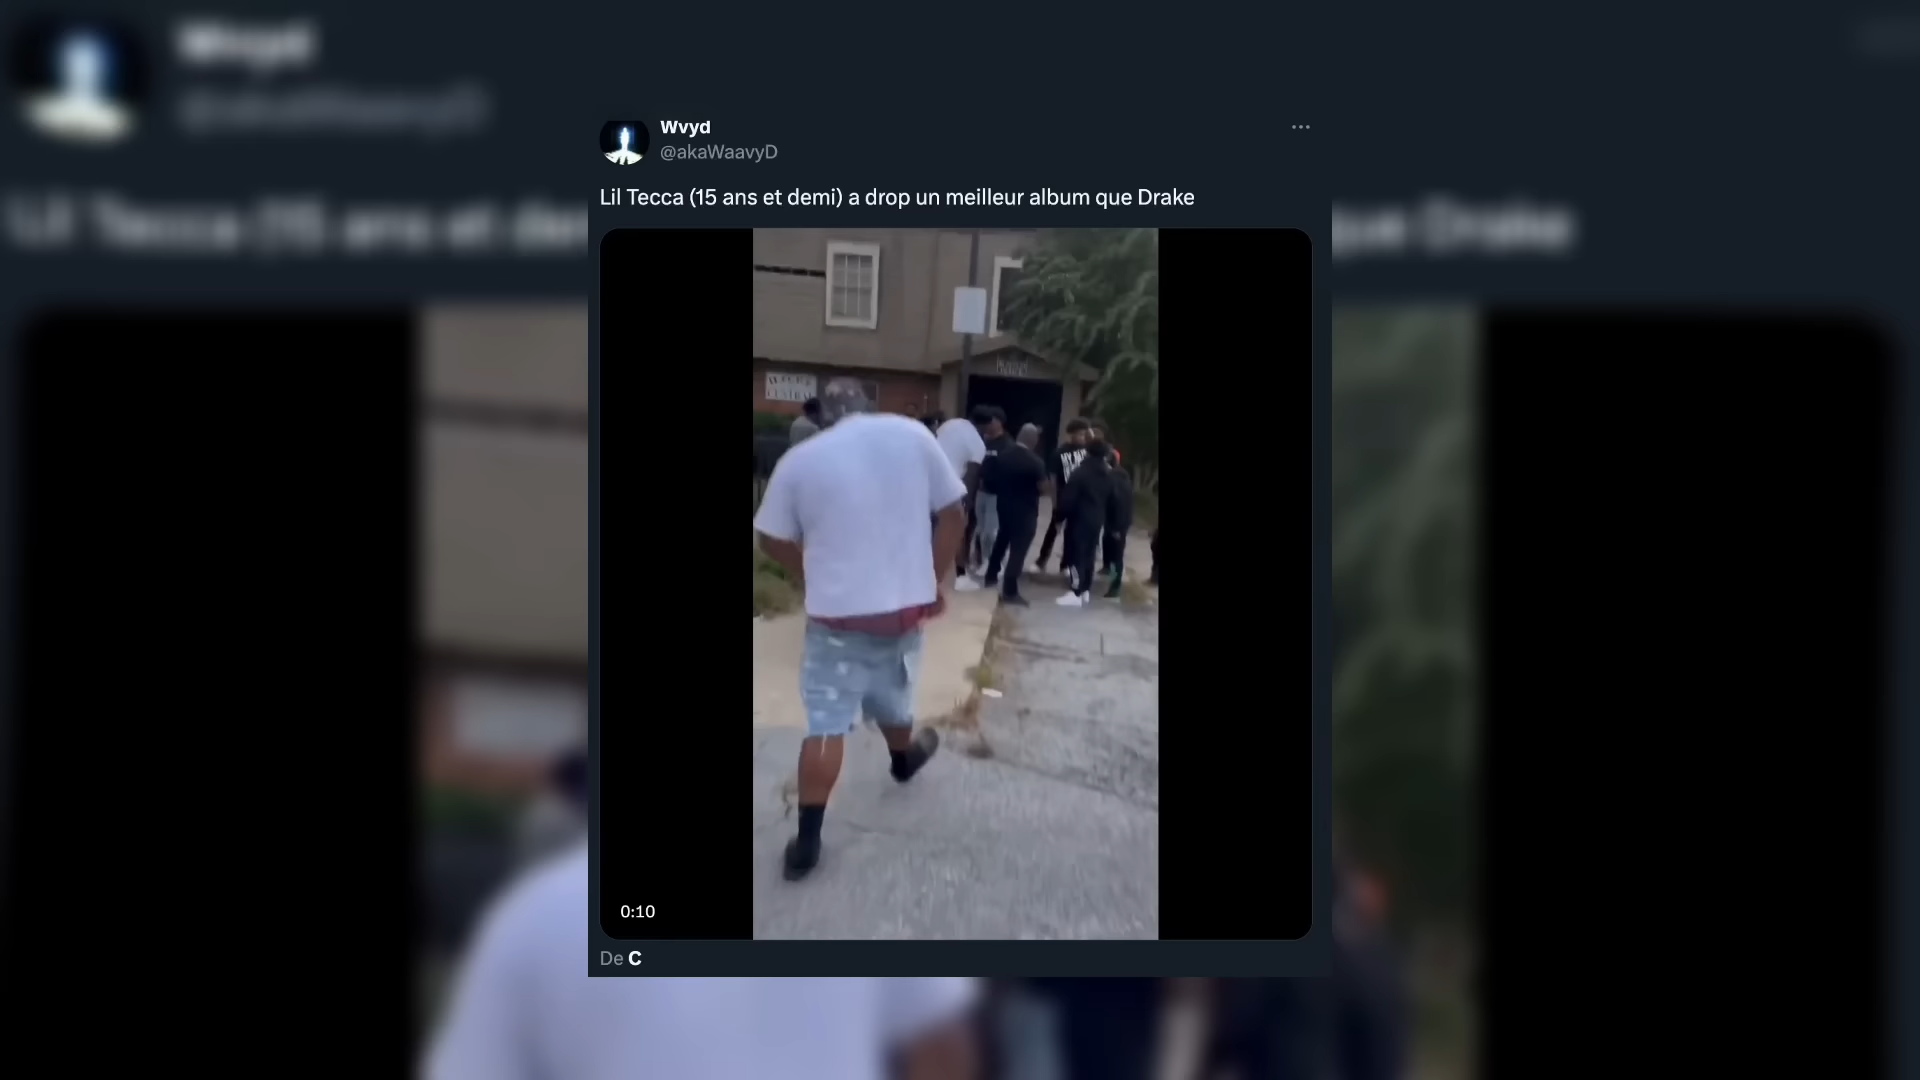 Wvyd
@akaWaavyD
Lil Tecca (15 ans et demi) a drop un meilleur album que Drake
0:10
De C